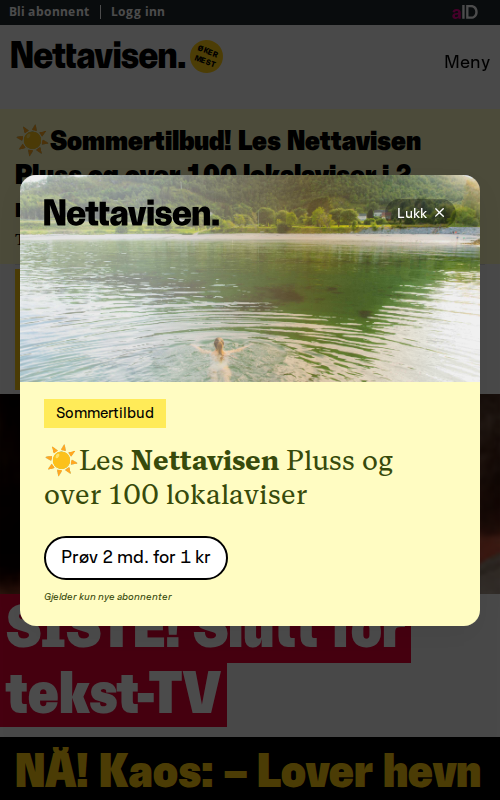 Bli abonnent | Logg inn
aID
Nettavisen.
ØKER
MEST
Meny
Sommertilbud! Les Nettavisen
Pluss og over 100 lokalaviser i 2
Nettavisen.
Lukk ×
Sommertilbud
Les Nettavisen Pluss og
over 100 lokalaviser
Prøv 2 md. for 1 kr
Gjelder kun nye abonnenter
SISTE! Slutt for
tekst-TV
NÅ! Kaos: – Lover hevn